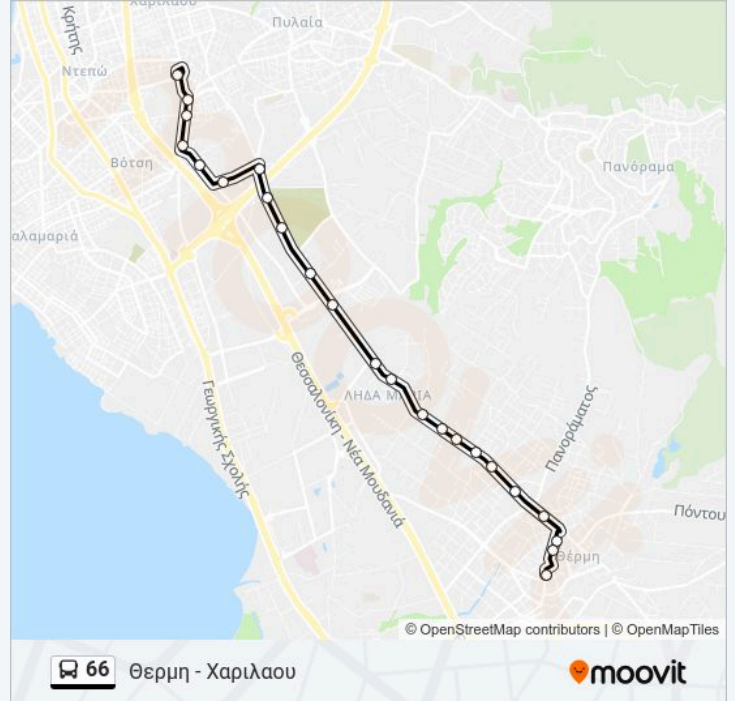 Χαριλάου
Κρήτης
Πυλαία
Ντεπώ
Βότση
Πανόραμα
αλαμαριά
ΛΗΔΑ ΜΑΡΙΑ
Θεσσαλονίκη - Νέα Μουδανιά
Γεωργικής Σχολής
Πανοράματος
Πόντου
Θέρμη
© OpenStreetMap contributors | © OpenMapTiles
66 Θερμη - Χαριλαου
moovit